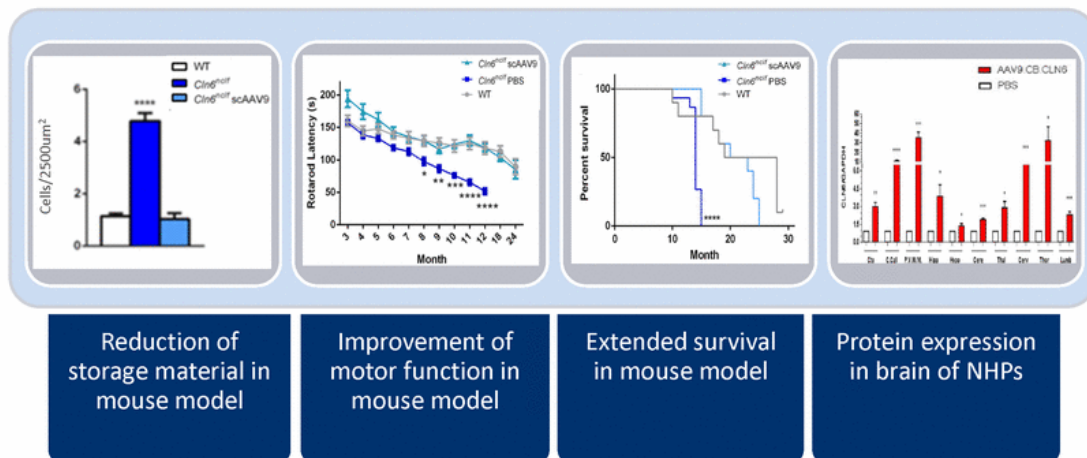 WT
Cln6nclf
Cln6nclf scAAV9
****
Cells/2500um²
6
4
2
0
Cln6nclf scAAV9
Cln6nclf PBS
WT
Rotarod Latency (s)
200
150
100
50
0
*
**
***
****
****
3
4
5
6
7
8
9
10
11
12
18
24
Month
Cln6nclf scAAV9
Cln6nclf PBS
WT
Percent survival
100
50
0
****
0
10
20
30
Month
AAV9.CB.CLN6
PBS
Reduction of
storage material in
mouse model
Improvement of
motor function in
mouse model
Extended survival
in mouse model
Protein expression
in brain of NHPs